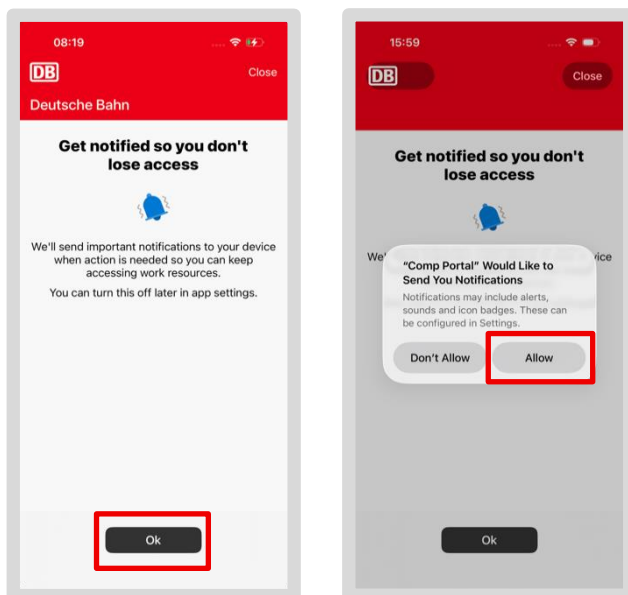 08:19
DB
Close
Deutsche Bahn
Get notified so you don't
lose access
We'll send important notifications to your device
when action is needed so you can keep
accessing work resources.
You can turn this off later in app settings.
Ok
15:59
DB
Close
Get notified so you don't
lose access
We'
vice
"Comp Portal" Would Like to
Send You Notifications
Notifications may include alerts,
sounds and icon badges. These can
be configured in Settings.
Don't Allow
Allow
Ok